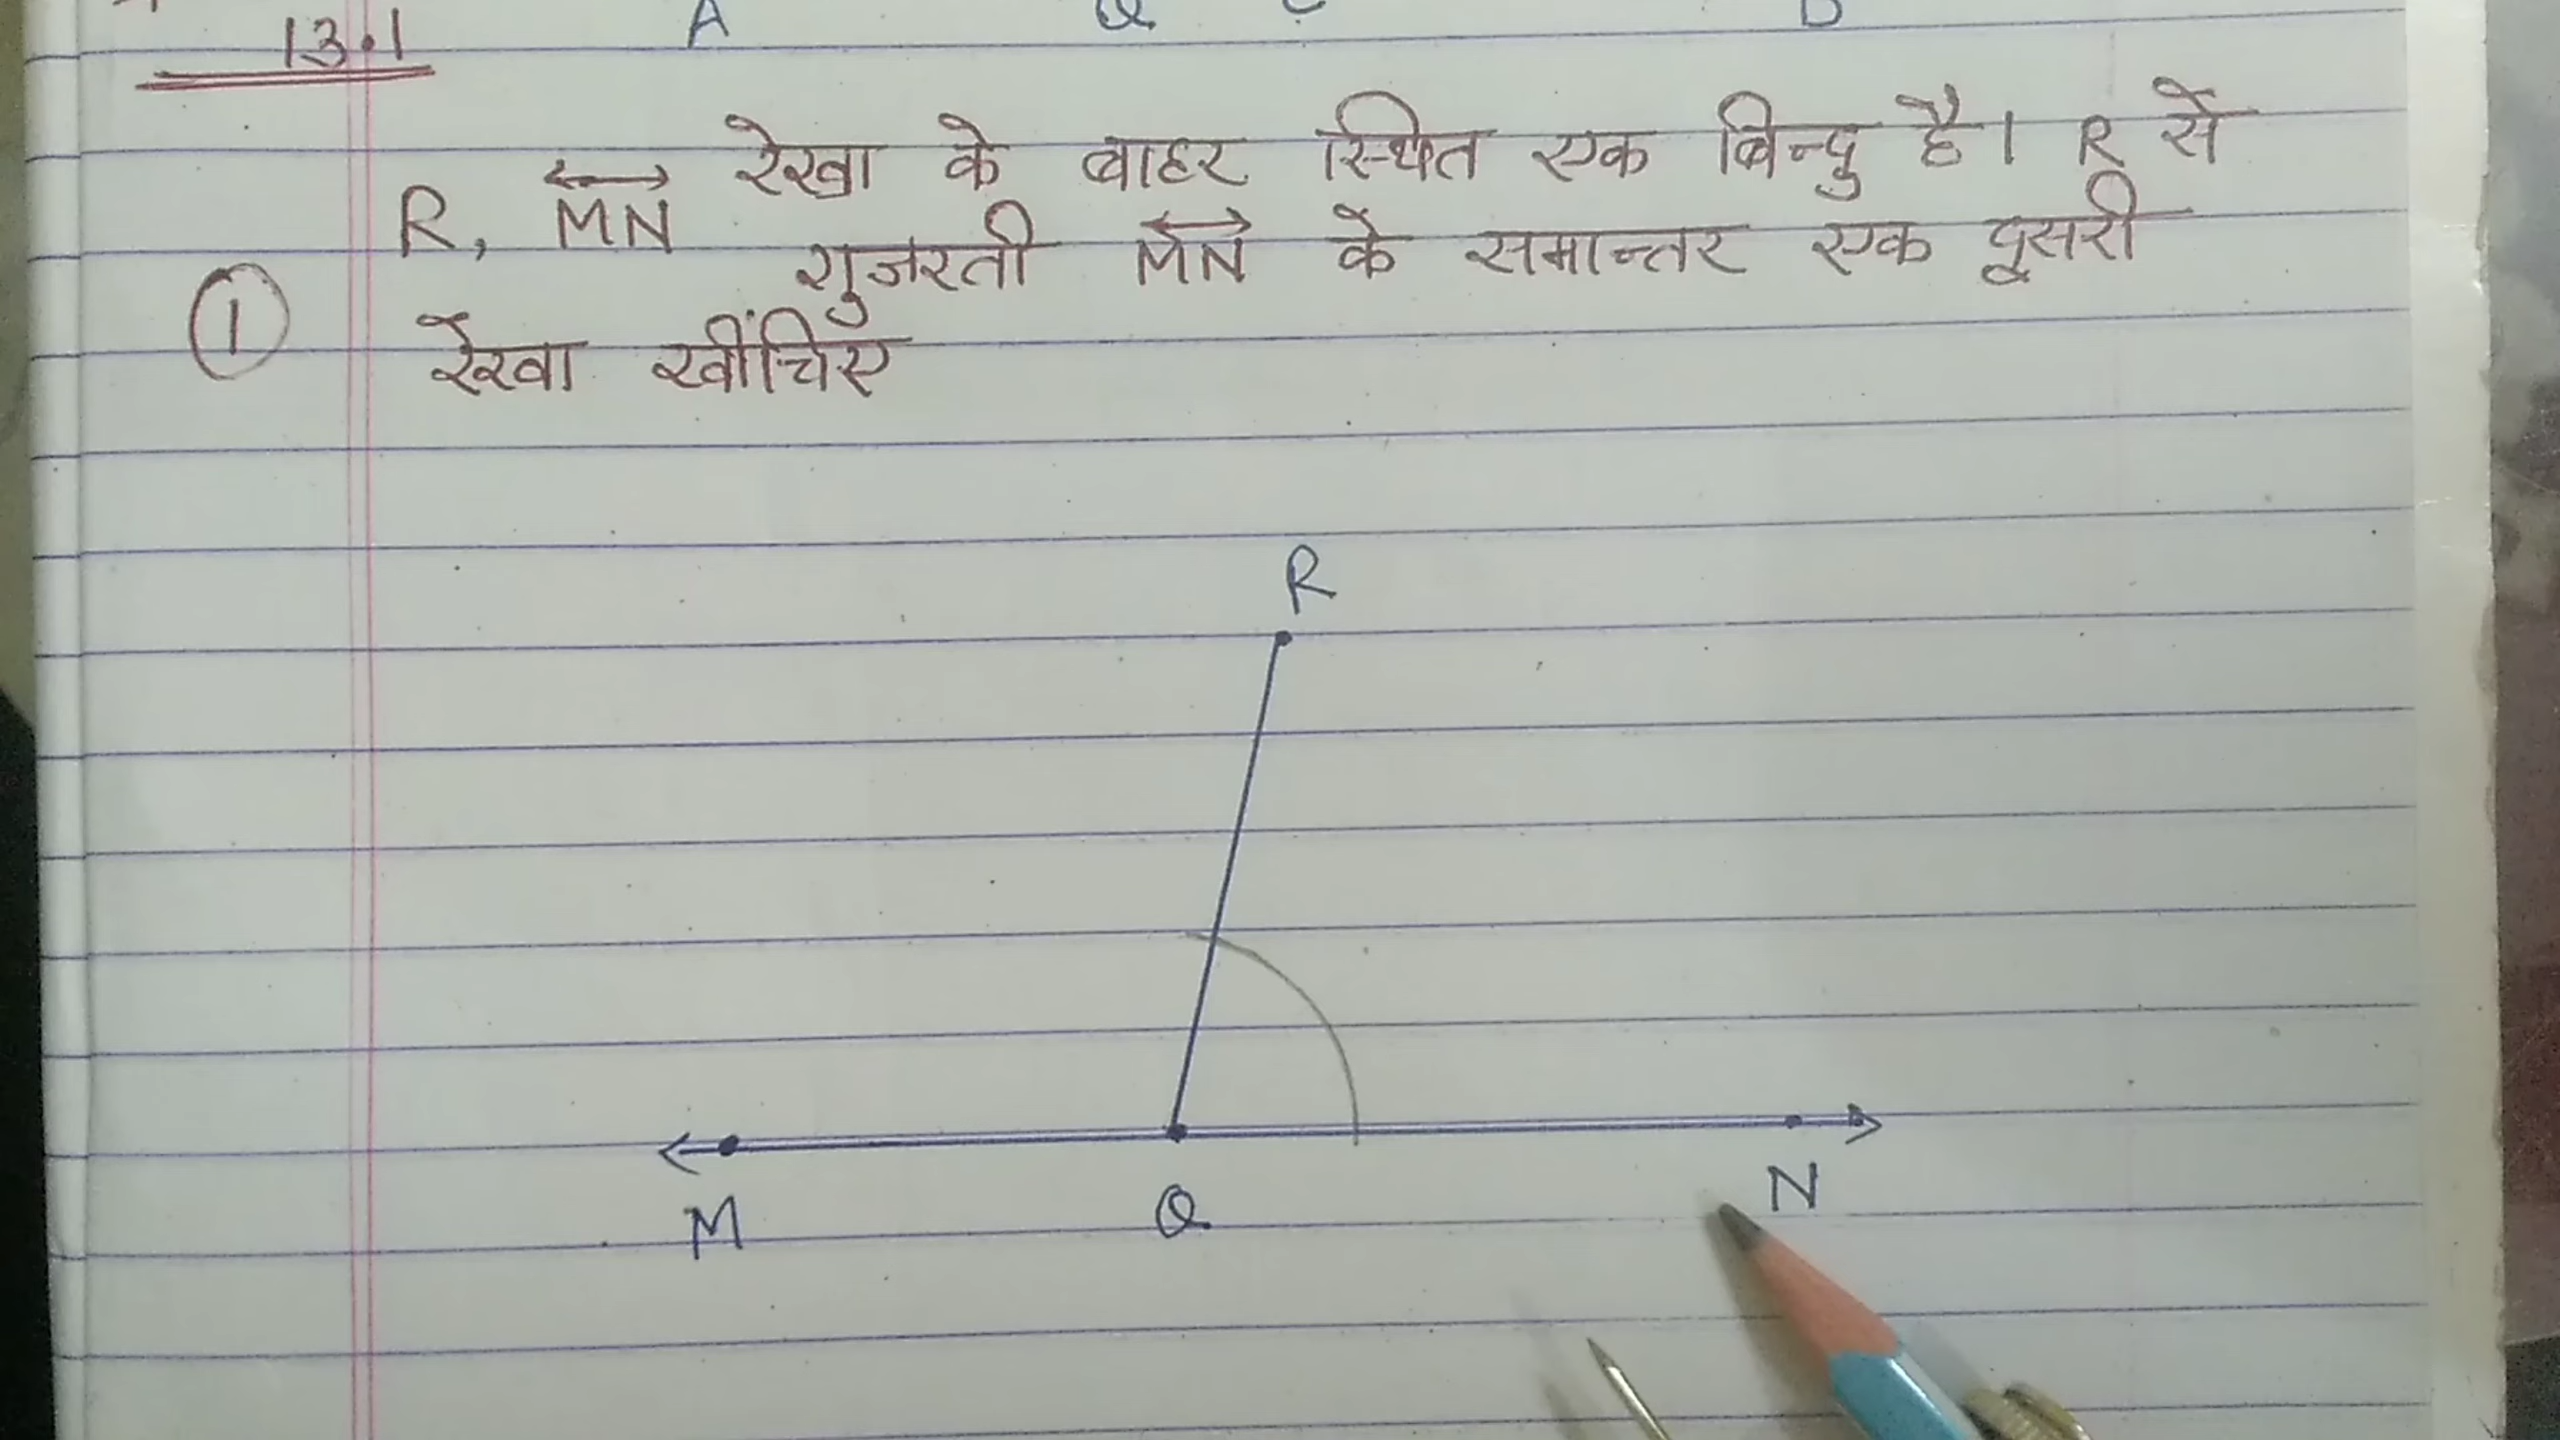 A Q C D
13.1
R, MN रेखा के बाहर स्थित एक बिन्दु है। R से
① गुजरती MN के समान्तर एक दूसरी
रेखा खींचिए
R
M Q N